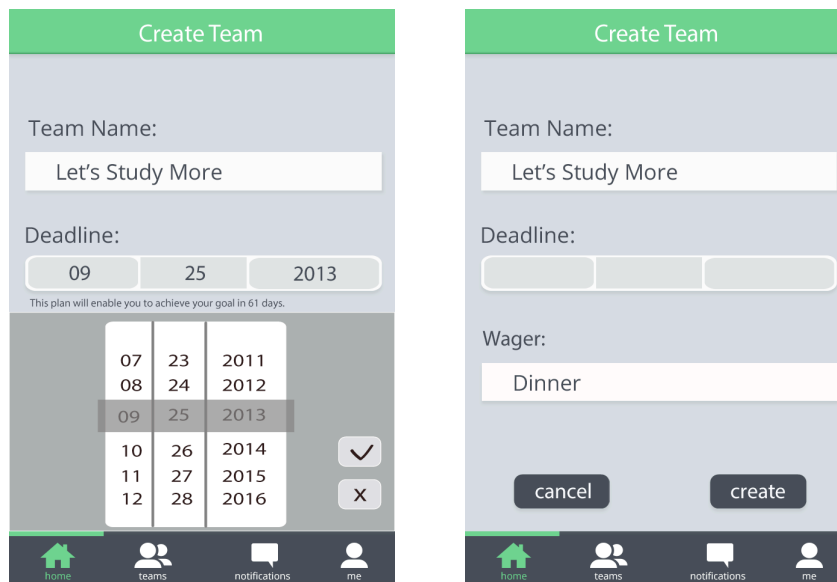 Create Team
Team Name:
Let's Study More
Deadline:
09 25 2013
This plan will enable you to achieve your goal in 61 days.
07 23 2011
08 24 2012
09 25 2013
10 26 2014
11 27 2015
12 28 2016
x
home teams notifications me
Create Team
Team Name:
Let's Study More
Deadline:
Wager:
Dinner
cancel create
home teams notifications me